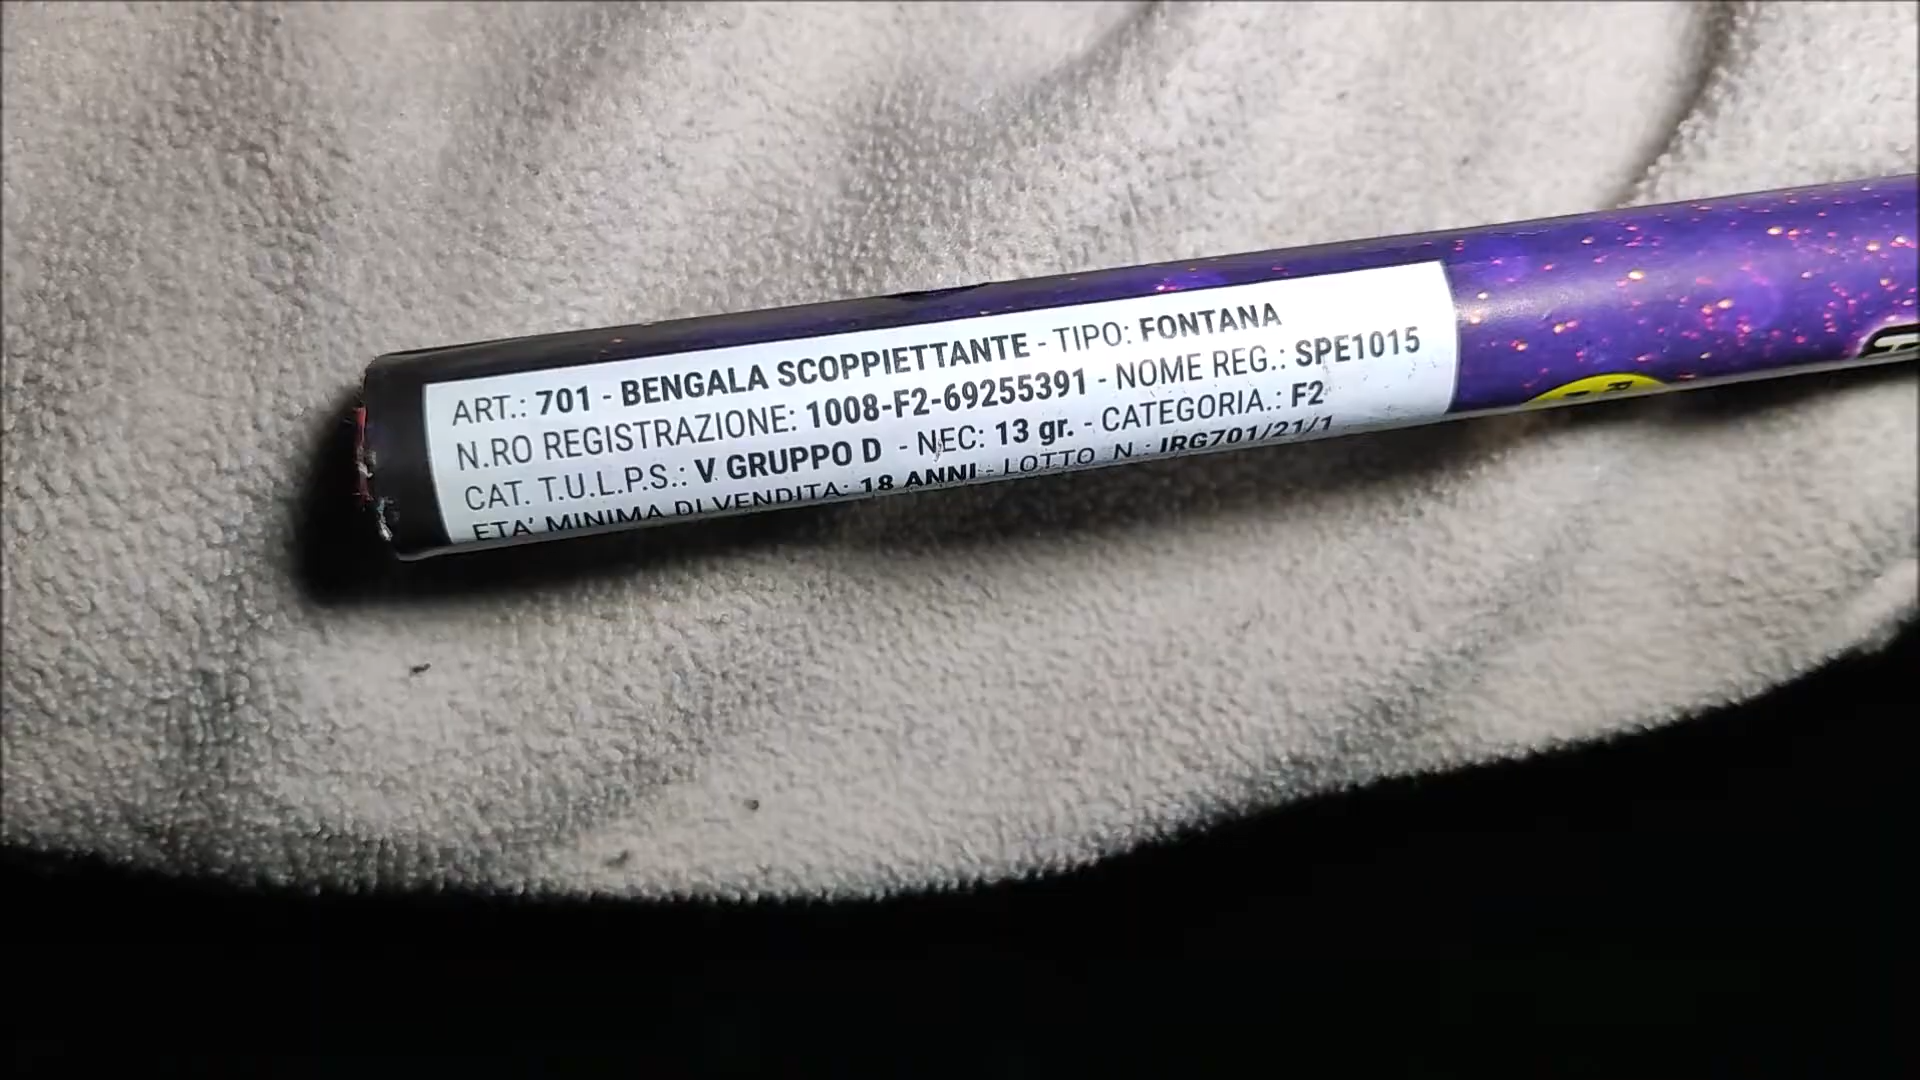 ART.: 701 - BENGALA SCOPPIETTANTE - TIPO: FONTANA
N.RO REGISTRAZIONE: 1008-F2-69255391 - NOME REG.: SPE1015
CAT. T.U.L.P.S.: V GRUPPO D - NEC: 13 gr. - CATEGORIA.: F2
ETA' MINIMA DI VENDITA: 18 ANNI - LOTTO N.: IRG701/21/1